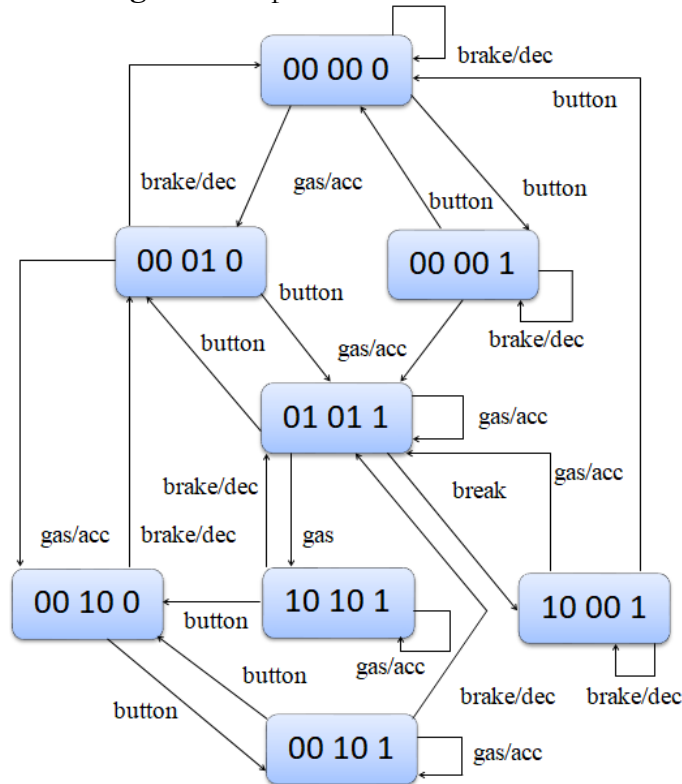 00 00 0
brake/dec
button
brake/dec
gas/acc
button
button
00 01 0
00 00 1
button
brake/dec
button
gas/acc
01 01 1
gas/acc
brake/dec
break
gas/acc
gas/acc
brake/dec
gas
00 10 0
10 10 1
10 00 1
button
gas/acc
button
brake/dec
brake/dec
button
00 10 1
gas/acc